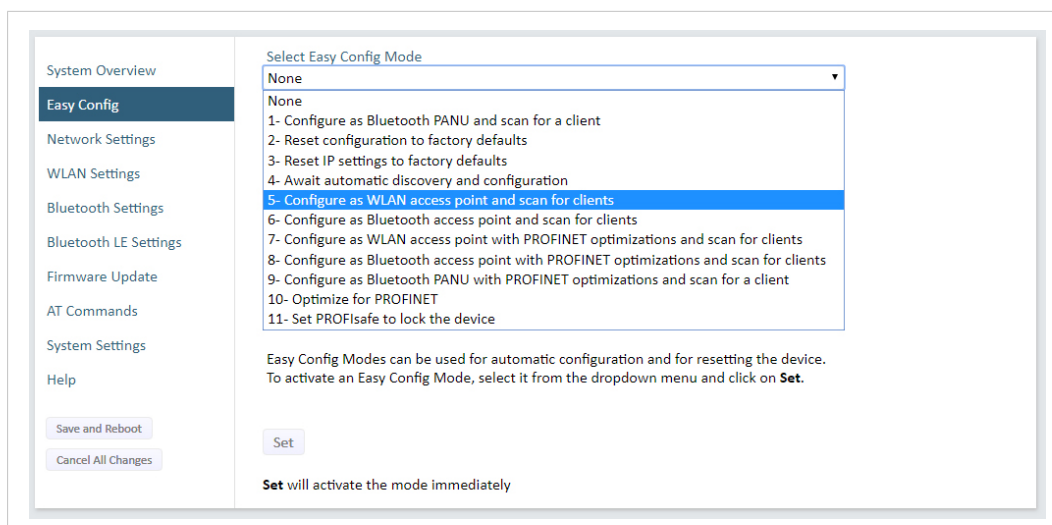 System Overview
Easy Config
Network Settings
WLAN Settings
Bluetooth Settings
Bluetooth LE Settings
Firmware Update
AT Commands
System Settings
Help
Save and Reboot
Cancel All Changes
Select Easy Config Mode
None
None
1- Configure as Bluetooth PANU and scan for a client
2- Reset configuration to factory defaults
3- Reset IP settings to factory defaults
4- Await automatic discovery and configuration
5- Configure as WLAN access point and scan for clients
6- Configure as Bluetooth access point and scan for clients
7- Configure as WLAN access point with PROFINET optimizations and scan for clients
8- Configure as Bluetooth access point with PROFINET optimizations and scan for clients
9- Configure as Bluetooth PANU with PROFINET optimizations and scan for a client
10- Optimize for PROFINET
11- Set PROFIsafe to lock the device
Easy Config Modes can be used for automatic configuration and for resetting the device.
To activate an Easy Config Mode, select it from the dropdown menu and click on Set.
Set
Set will activate the mode immediately